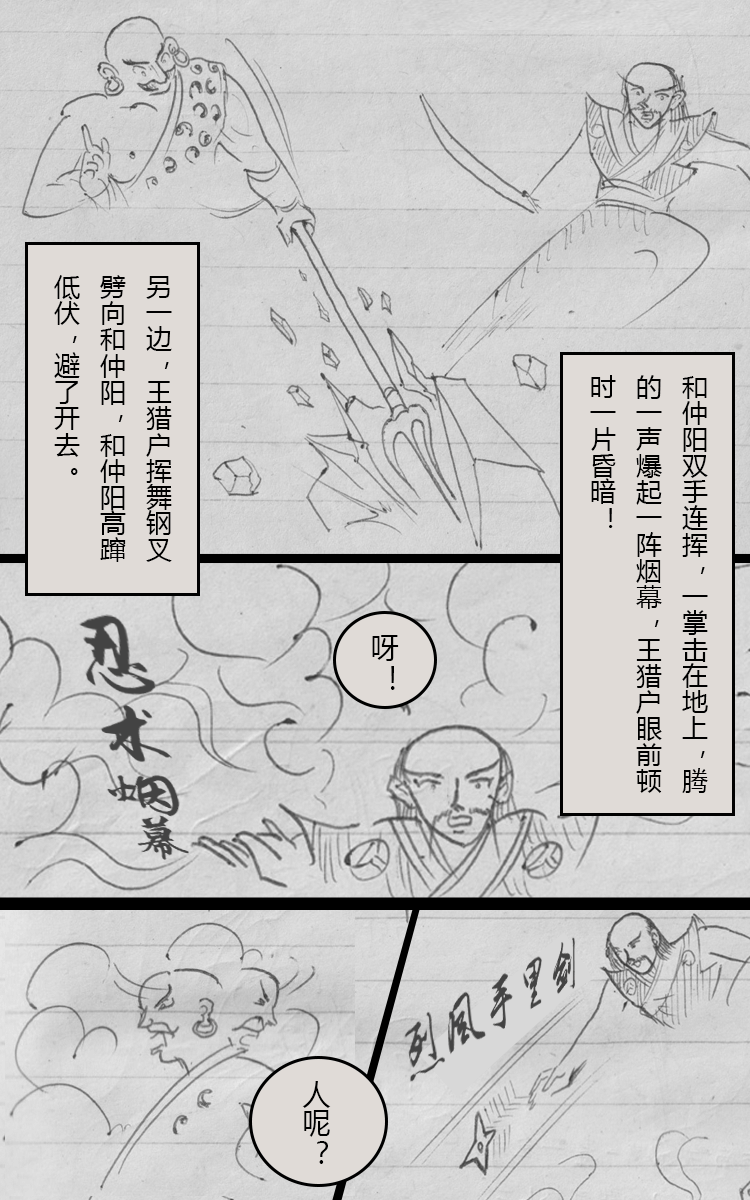 另一边，王猎户挥舞钢叉
劈向和仲阳，和仲阳高蹿
低伏，避了开去。
和仲阳双手连挥，一掌击在地上，腾
的一声爆起一阵烟幕，王猎户眼前顿
时一片昏暗！
呀！
忍术烟幕
烈风手里剑
人呢？